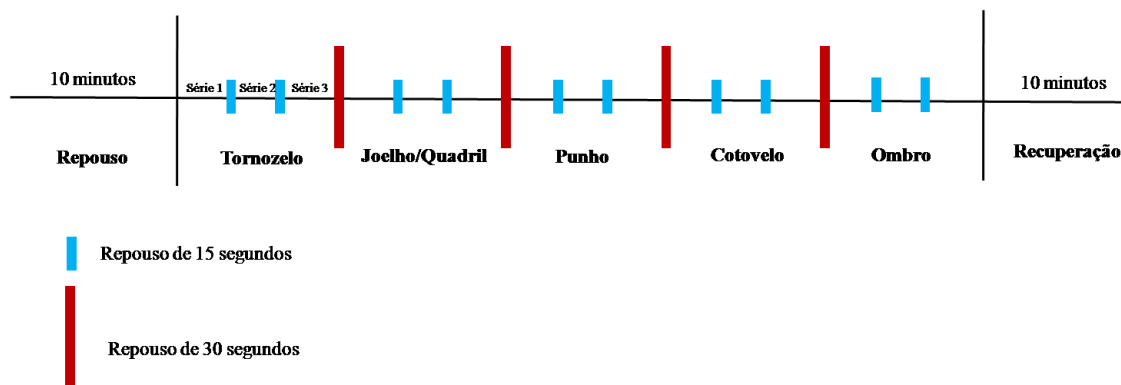 10 minutos
Série 1 Série 2 Série 3
10 minutos
Repouso
Tornozelo
Joelho/Quadril
Punho
Cotovelo
Ombro
Recuperação
Repouso de 15 segundos
Repouso de 30 segundos